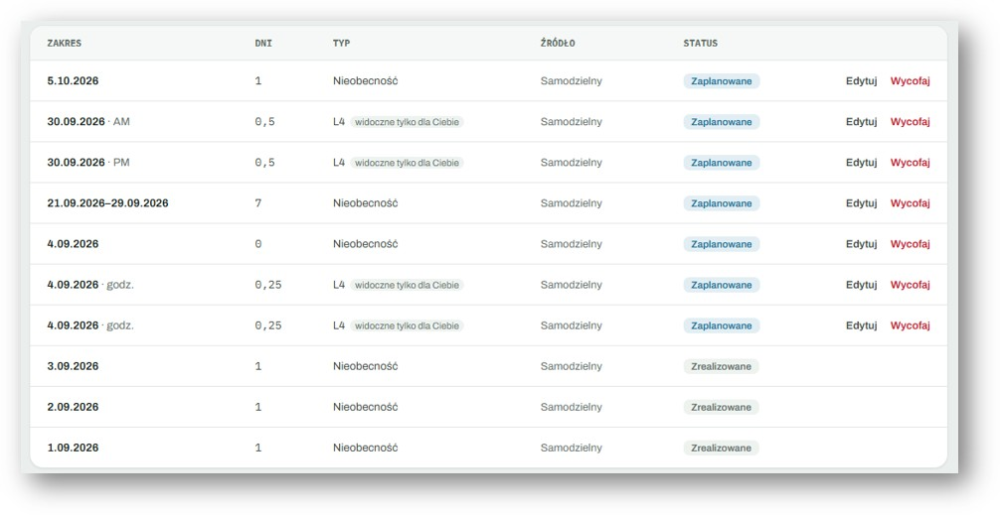 ZAKRES DNI TYP ŹRÓDŁO STATUS
5.10.2026 1 Nieobecność Samodzielny Zaplanowane Edytuj Wycofaj
30.09.2026 · AM 0,5 L4 widoczne tylko dla Ciebie Samodzielny Zaplanowane Edytuj Wycofaj
30.09.2026 · PM 0,5 L4 widoczne tylko dla Ciebie Samodzielny Zaplanowane Edytuj Wycofaj
21.09.2026–29.09.2026 7 Nieobecność Samodzielny Zaplanowane Edytuj Wycofaj
4.09.2026 0 Nieobecność Samodzielny Zaplanowane Edytuj Wycofaj
4.09.2026 · godz. 0,25 L4 widoczne tylko dla Ciebie Samodzielny Zaplanowane Edytuj Wycofaj
4.09.2026 · godz. 0,25 L4 widoczne tylko dla Ciebie Samodzielny Zaplanowane Edytuj Wycofaj
3.09.2026 1 Nieobecność Samodzielny Zrealizowane
2.09.2026 1 Nieobecność Samodzielny Zrealizowane
1.09.2026 1 Nieobecność Samodzielny Zrealizowane